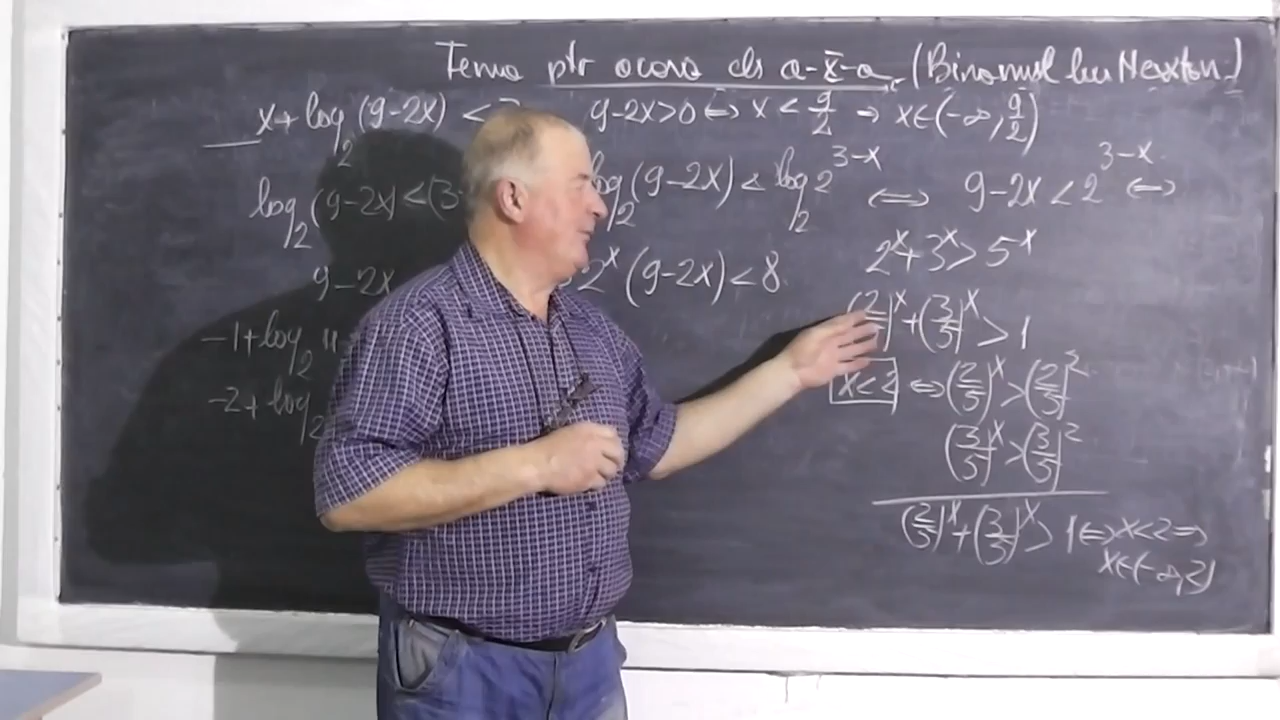 Tema ptr acasa cls a-X-a. (Binomul lui Newton.)
x+log₂(9-2x) < 9-2x>0 ⇔ x < 9/2 ⇒ x∈(-∞, 9/2)
log₂(9-2x)<(3- log₂(9-2x) < log₂2^(3-x) ⇔ 9-2x < 2^(3-x) ⇔
9-2x 2^x (9-2x) < 8 2^x+3^x > 5^x
-1+log₂ (2/5)^x + (3/5)^x > 1
-2+log₂ x<2 ⇔ (2/5)^x > (2/5)^2
(3/5)^x > (3/5)^2
(2/5)^x + (3/5)^x > 1 ⇔ x<2 ⇒
x∈(-∞,2)